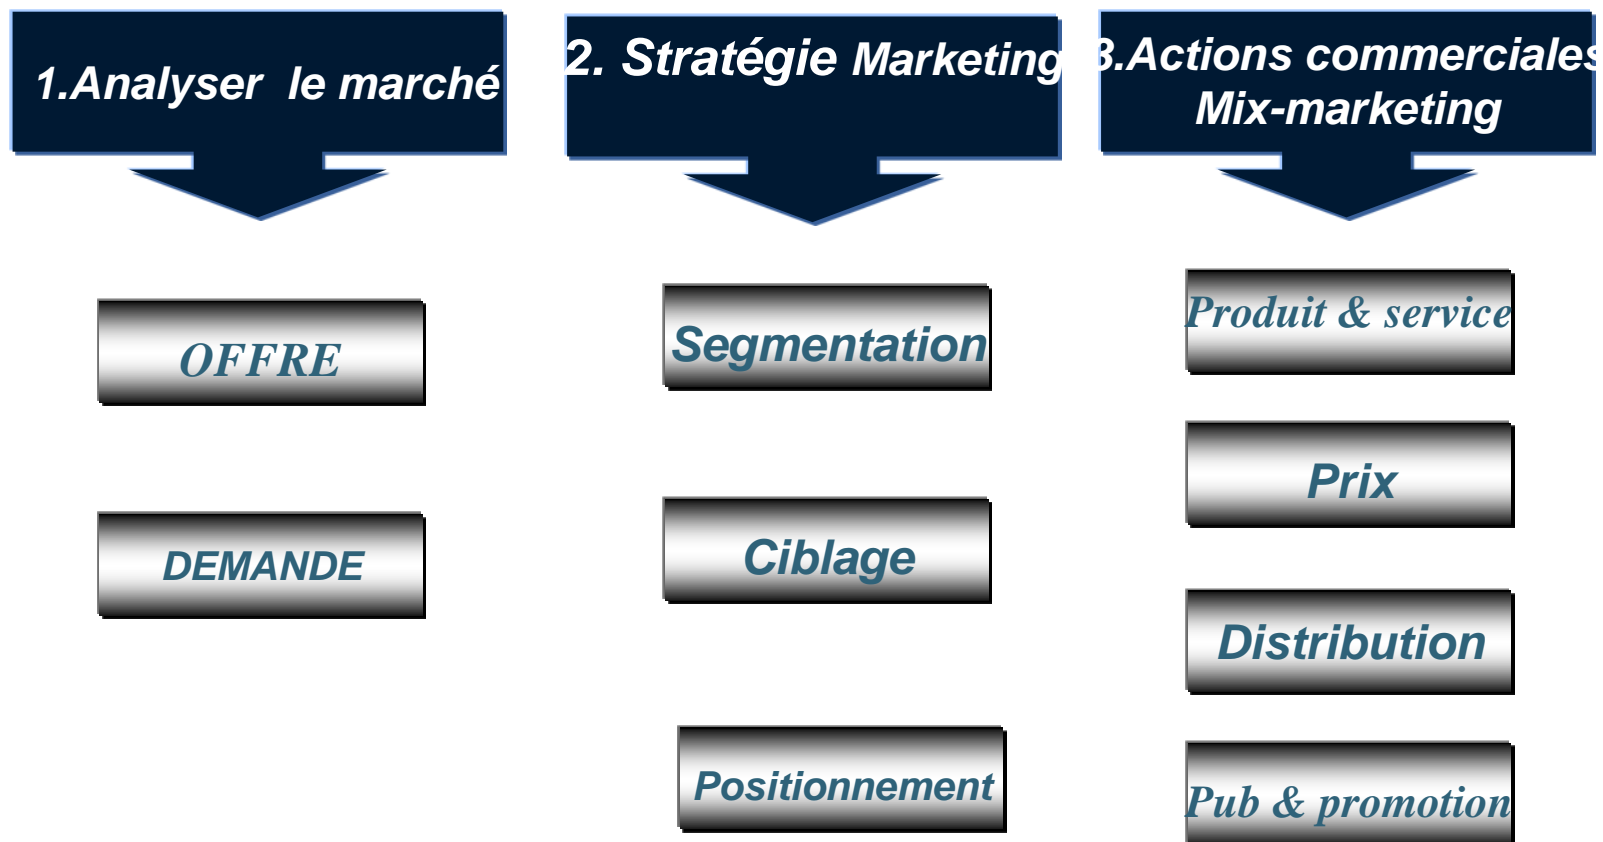 1.Analyser le marché
OFFRE
DEMANDE
2. Stratégie Marketing
Segmentation
Ciblage
Positionnement
3.Actions commerciales
Mix-marketing
Produit & service
Prix
Distribution
Pub & promotion